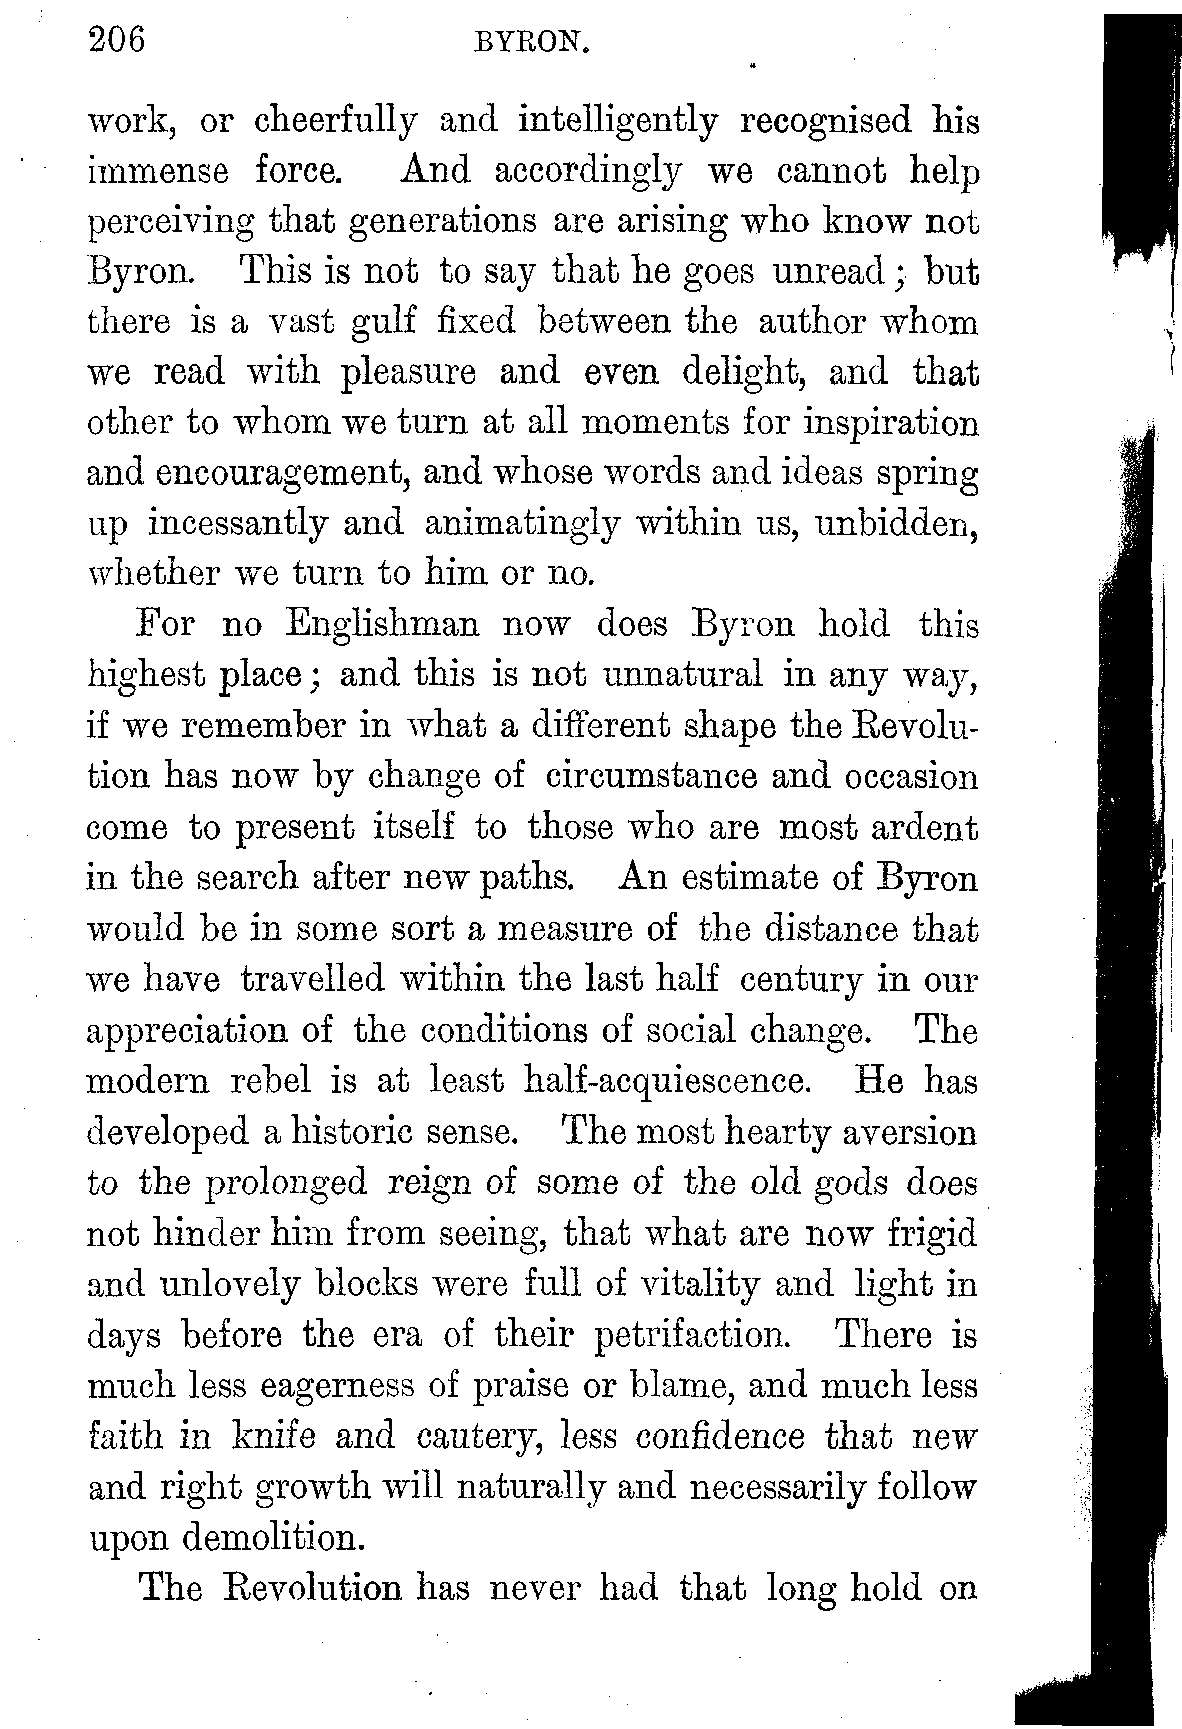 206 BYRON.
work, or cheerfully and intelligently recognised his
immense force. And accordingly we cannot help
perceiving that generations are arising who know not
Byron. This is not to say that he goes unread; but
there is a vast gulf fixed between the author whom
we read with pleasure and even delight, and that
other to whom we turn at all moments for inspiration
and encouragement, and whose words and ideas spring
up incessantly and animatingly within us, unbidden,
whether we turn to him or no.
For no Englishman now does Byron hold this
highest place; and this is not unnatural in any way,
if we remember in what a different shape the Revolu-
tion has now by change of circumstance and occasion
come to present itself to those who are most ardent
in the search after new paths. An estimate of Byron
would be in some sort a measure of the distance that
we have travelled within the last half century in our
appreciation of the conditions of social change. The
modern rebel is at least half-acquiescence. He has
developed a historic sense. The most hearty aversion
to the prolonged reign of some of the old gods does
not hinder him from seeing, that what are now frigid
and unlovely blocks were full of vitality and light in
days before the era of their petrifaction. There is
much less eagerness of praise or blame, and much less
faith in knife and cautery, less confidence that new
and right growth will naturally and necessarily follow
upon demolition.
The Revolution has never had that long hold on